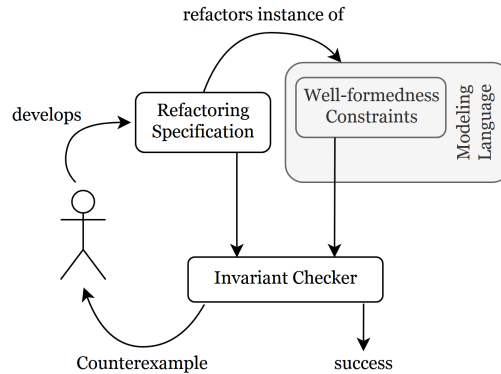 refactors instance of
develops
Refactoring
Specification
Well-formedness
Constraints
Modeling
Language
Invariant Checker
Counterexample
success